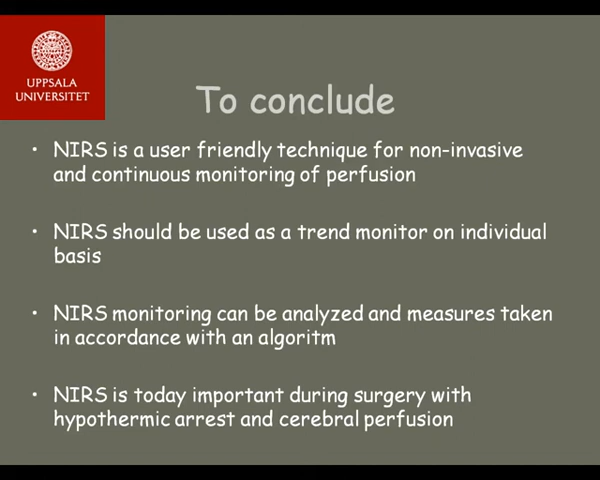 UPPSALA
UNIVERSITET
To conclude
• NIRS is a user friendly technique for non-invasive
and continuous monitoring of perfusion
• NIRS should be used as a trend monitor on individual
basis
• NIRS monitoring can be analyzed and measures taken
in accordance with an algoritm
• NIRS is today important during surgery with
hypothermic arrest and cerebral perfusion